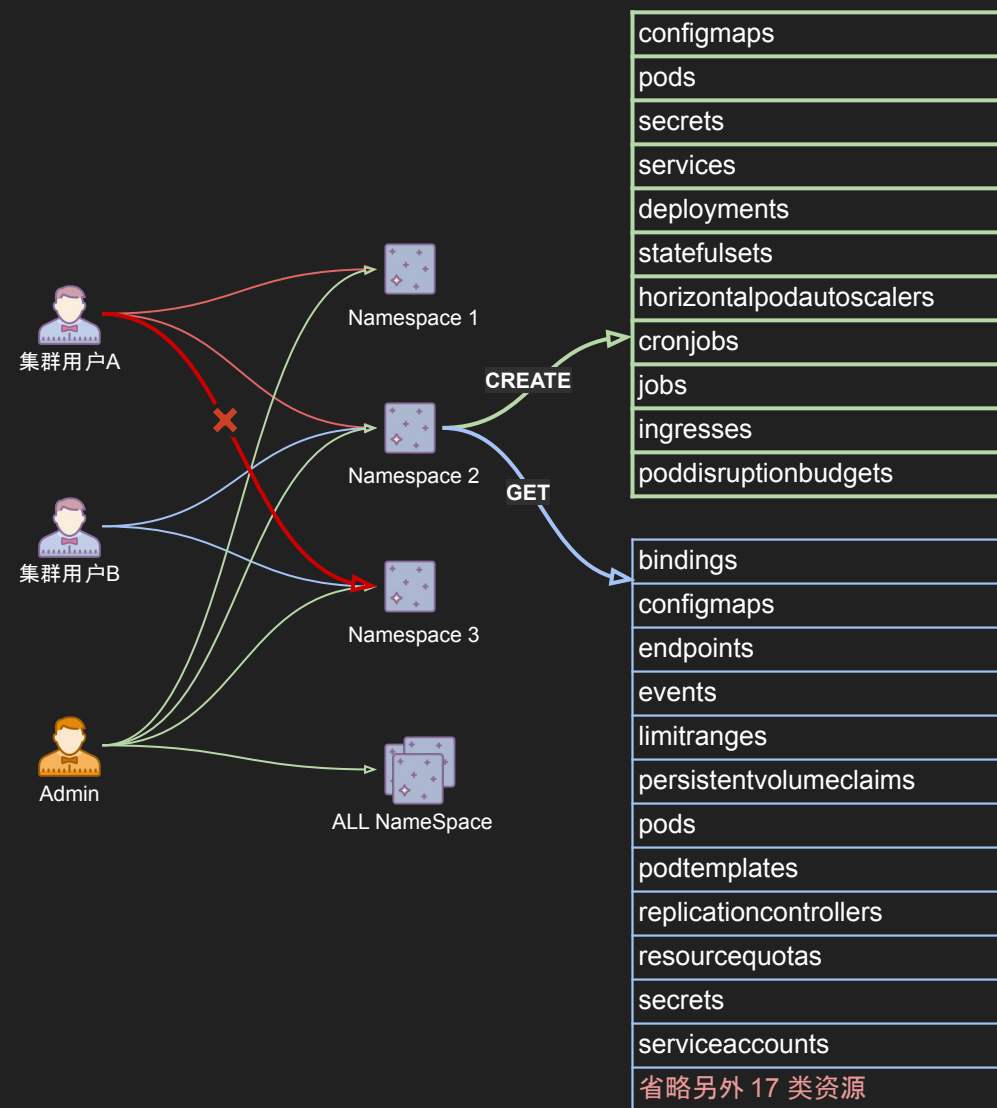 集群用户A
集群用户B
Admin
Namespace 1
Namespace 2
Namespace 3
ALL NameSpace
CREATE
GET
configmaps
pods
secrets
services
deployments
statefulsets
horizontalpodautoscalers
cronjobs
jobs
ingresses
poddisruptionbudgets
bindings
configmaps
endpoints
events
limitranges
persistentvolumeclaims
pods
podtemplates
replicationcontrollers
resourcequotas
secrets
serviceaccounts
省略另外 17 类资源